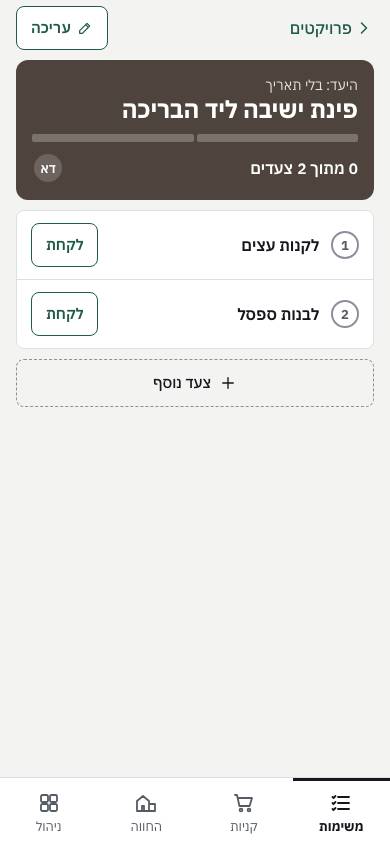 פרויקטים
עריכה
היעד: בלי תאריך
פינת ישיבה ליד הבריכה
0 מתוך 2 צעדים
דא
1
לקנות עצים
לקחת
2
לבנות ספסל
לקחת
צעד נוסף
משימות
קניות
החווה
ניהול